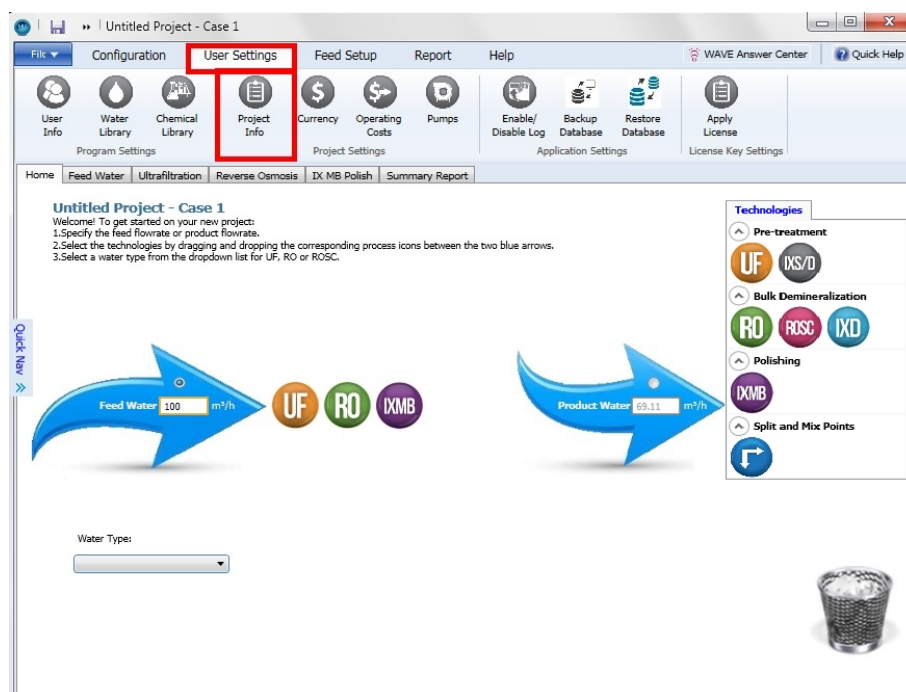 Untitled Project - Case 1
File Configuration User Settings Feed Setup Report Help WAVE Answer Center Quick Help
User Info
Water Library
Chemical Library
Project Info
Currency
Operating Costs
Pumps
Enable/ Disable Log
Backup Database
Restore Database
Apply License
Program Settings Project Settings Application Settings License Key Settings
Home Feed Water Ultrafiltration Reverse Osmosis IX MB Polish Summary Report
Untitled Project - Case 1
Welcome! To get started on your new project:
1.Specify the feed flowrate or product flowrate.
2.Select the technologies by dragging and dropping the corresponding process icons between the two blue arrows.
3.Select a water type from the dropdown list for UF, RO or ROSC.
Technologies
Pre-treatment
UF IXS/D
Bulk Demineralization
RO ROSC IXD
Polishing
IXMB
Split and Mix Points
Quick Nav
Feed Water 100 m³/h
UF RO IXMB
Product Water 69.11 m³/h
Water Type: